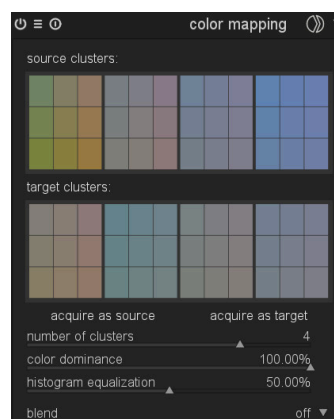 color mapping
source clusters:
target clusters:
acquire as source acquire as target
number of clusters 4
color dominance 100.00%
histogram equalization 50.00%
blend off